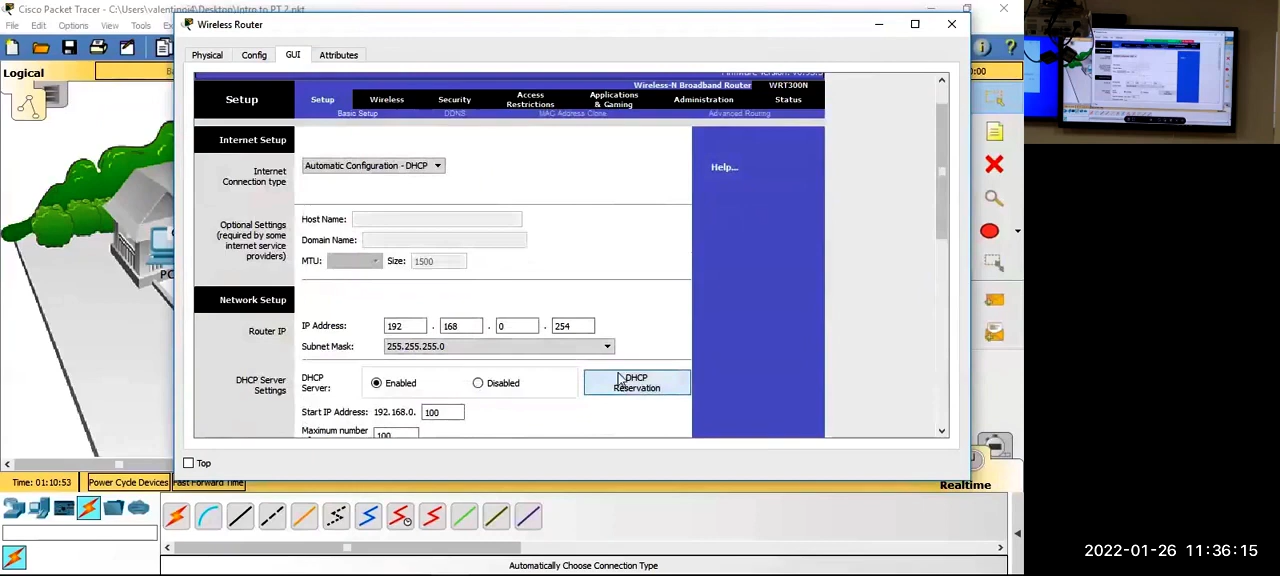 Cisco Packet Tracer - C:\Users\valentinoj4\Desktop\Intro to PT 2.pkt
File Edit Options View Tools
Wireless Router
Physical Config GUI Attributes
Logical
Setup
Wireless-N Broadband Router WRT300N
Setup Wireless Security Access Restrictions Applications & Gaming Administration Status
Basic Setup DDNS MAC Address Clone Advanced Routing
Internet Setup
Internet Connection type
Automatic Configuration - DHCP
Help...
Optional Settings (required by some internet service providers)
Host Name:
Domain Name:
MTU: Size: 1500
Network Setup
Router IP
IP Address: 192 . 168 . 0 . 254
Subnet Mask: 255.255.255.0
DHCP Server Settings
DHCP Server: Enabled Disabled
DHCP Reservation
Start IP Address: 192.168.0. 100
Maximum number 100
Top
Time: 01:10:53 Power Cycle Devices Fast Forward Time
Realtime
Automatically Choose Connection Type
2022-01-26 11:36:15